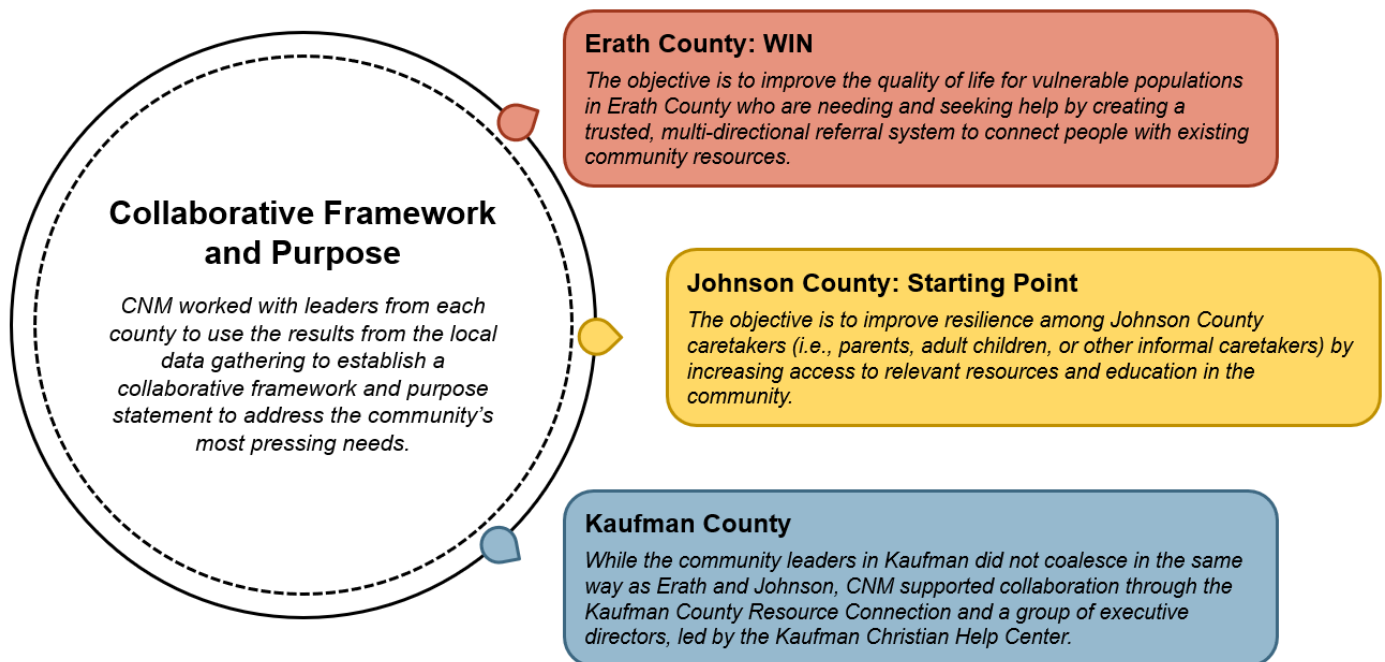 Collaborative Framework
and Purpose
CNM worked with leaders from each
county to use the results from the local
data gathering to establish a
collaborative framework and purpose
statement to address the community’s
most pressing needs.
Erath County: WIN
The objective is to improve the quality of life for vulnerable populations
in Erath County who are needing and seeking help by creating a
trusted, multi-directional referral system to connect people with existing
community resources.
Johnson County: Starting Point
The objective is to improve resilience among Johnson County
caretakers (i.e., parents, adult children, or other informal caretakers) by
increasing access to relevant resources and education in the
community.
Kaufman County
While the community leaders in Kaufman did not coalesce in the same
way as Erath and Johnson, CNM supported collaboration through the
Kaufman County Resource Connection and a group of executive
directors, led by the Kaufman Christian Help Center.